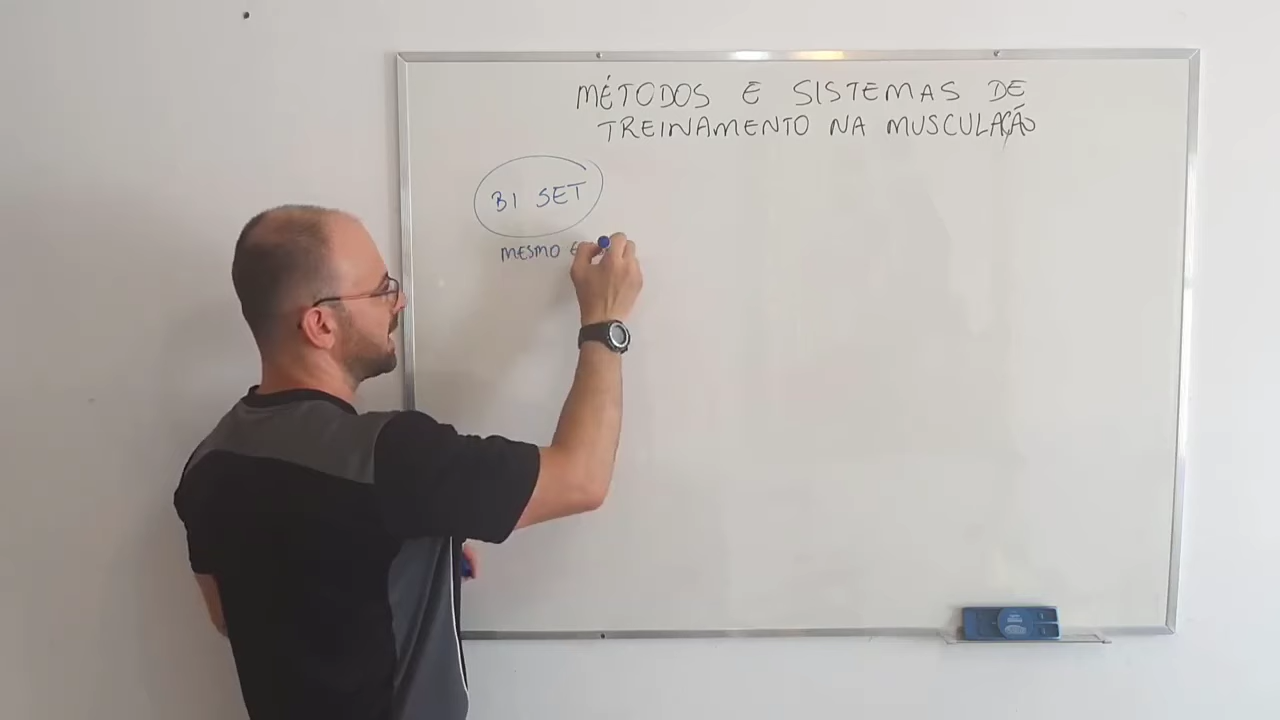 MÉTODOS E SISTEMAS DE
TREINAMENTO NA MUSCULAÇÃO
BI SET
MESMO